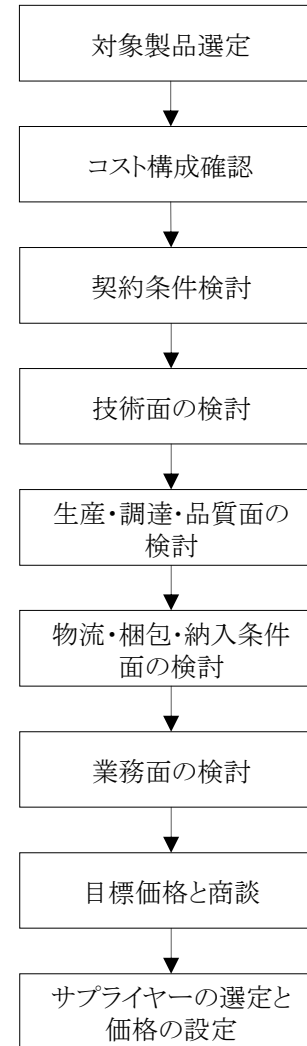 対象製品選定
コスト構成確認
契約条件検討
技術面の検討
生産・調達・品質面の
検討
物流・梱包・納入条件
面の検討
業務面の検討
目標価格と商談
サプライヤーの選定と
価格の設定